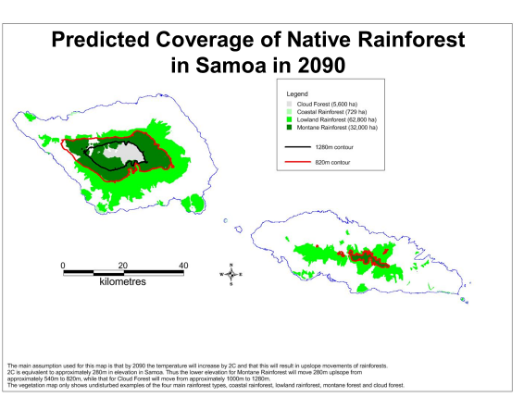 Predicted Coverage of Native Rainforest
in Samoa in 2090
Legend
Cloud Forest (5,600 ha)
Coastal Rainforest (729 ha)
Lowland Rainforest (62,800 ha)
Montane Rainforest (32,000 ha)
1280m contour
820m contour
0 20 40
kilometres
The main assumption used for this map is that by 2090 the temperature will increase by 2C and that this will result in upslope movements of rainforests.
2C is equivalent to approximately 280m in elevation in Samoa. Thus the lower elevation for Montane Rainforest will move 280m upslope from
approximately 540m to 820m, while that for Cloud Forest will move from approximately 1000m to 1280m.
The vegetation map only shows undisturbed examples of the four main rainforest types, coastal rainforest, lowland rainforest, montane forest and cloud forest.